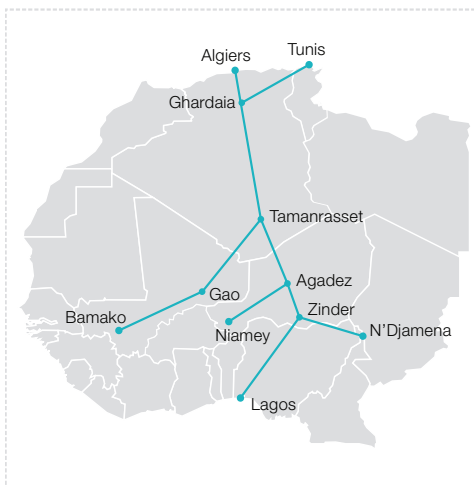 Tunis
Algiers
Ghardaia
Tamanrasset
Agadez
Gao
Zinder
Bamako
N’Djamena
Niamey
Lagos